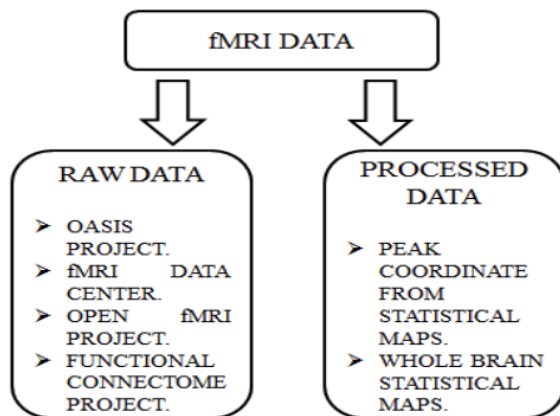 fMRI DATA
RAW DATA
➢ OASIS
PROJECT.
➢ fMRI DATA
CENTER.
➢ OPEN fMRI
PROJECT.
➢ FUNCTIONAL
CONNECTOME
PROJECT.
PROCESSED
DATA
➢ PEAK
COORDINATE
FROM
STATISTICAL
MAPS.
➢ WHOLE BRAIN
STATISTICAL
MAPS.